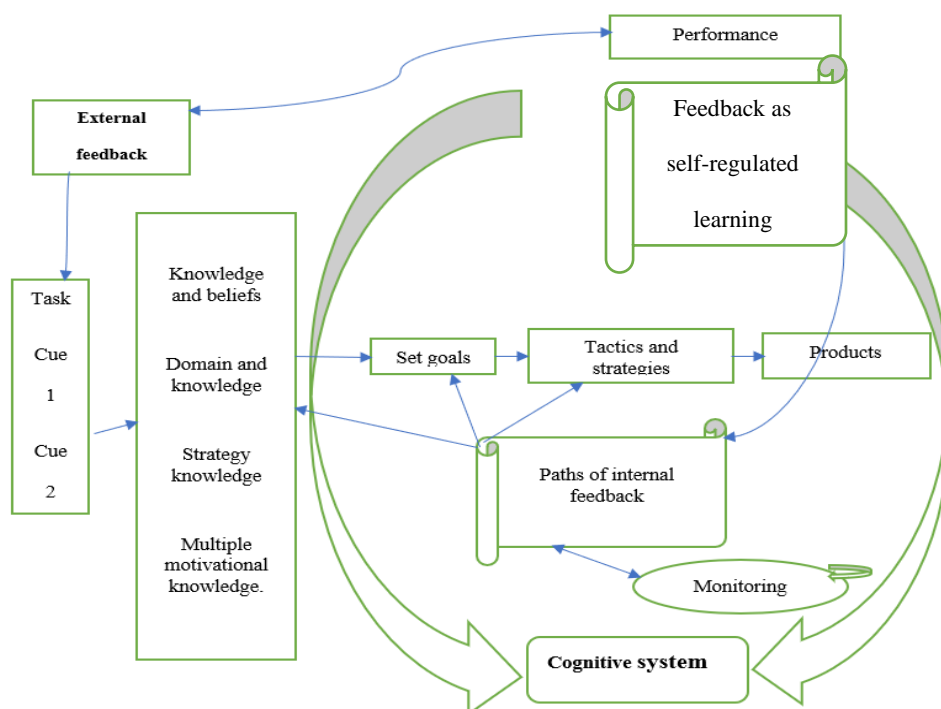 Performance
External
feedback
Feedback as
self-regulated
learning
Task
Cue
1
Cue
2
Knowledge
and beliefs
Domain and
knowledge
Strategy
knowledge
Multiple
motivational
knowledge.
Set goals
Tactics and
strategies
Products
Paths of internal
feedback
Monitoring
Cognitive system